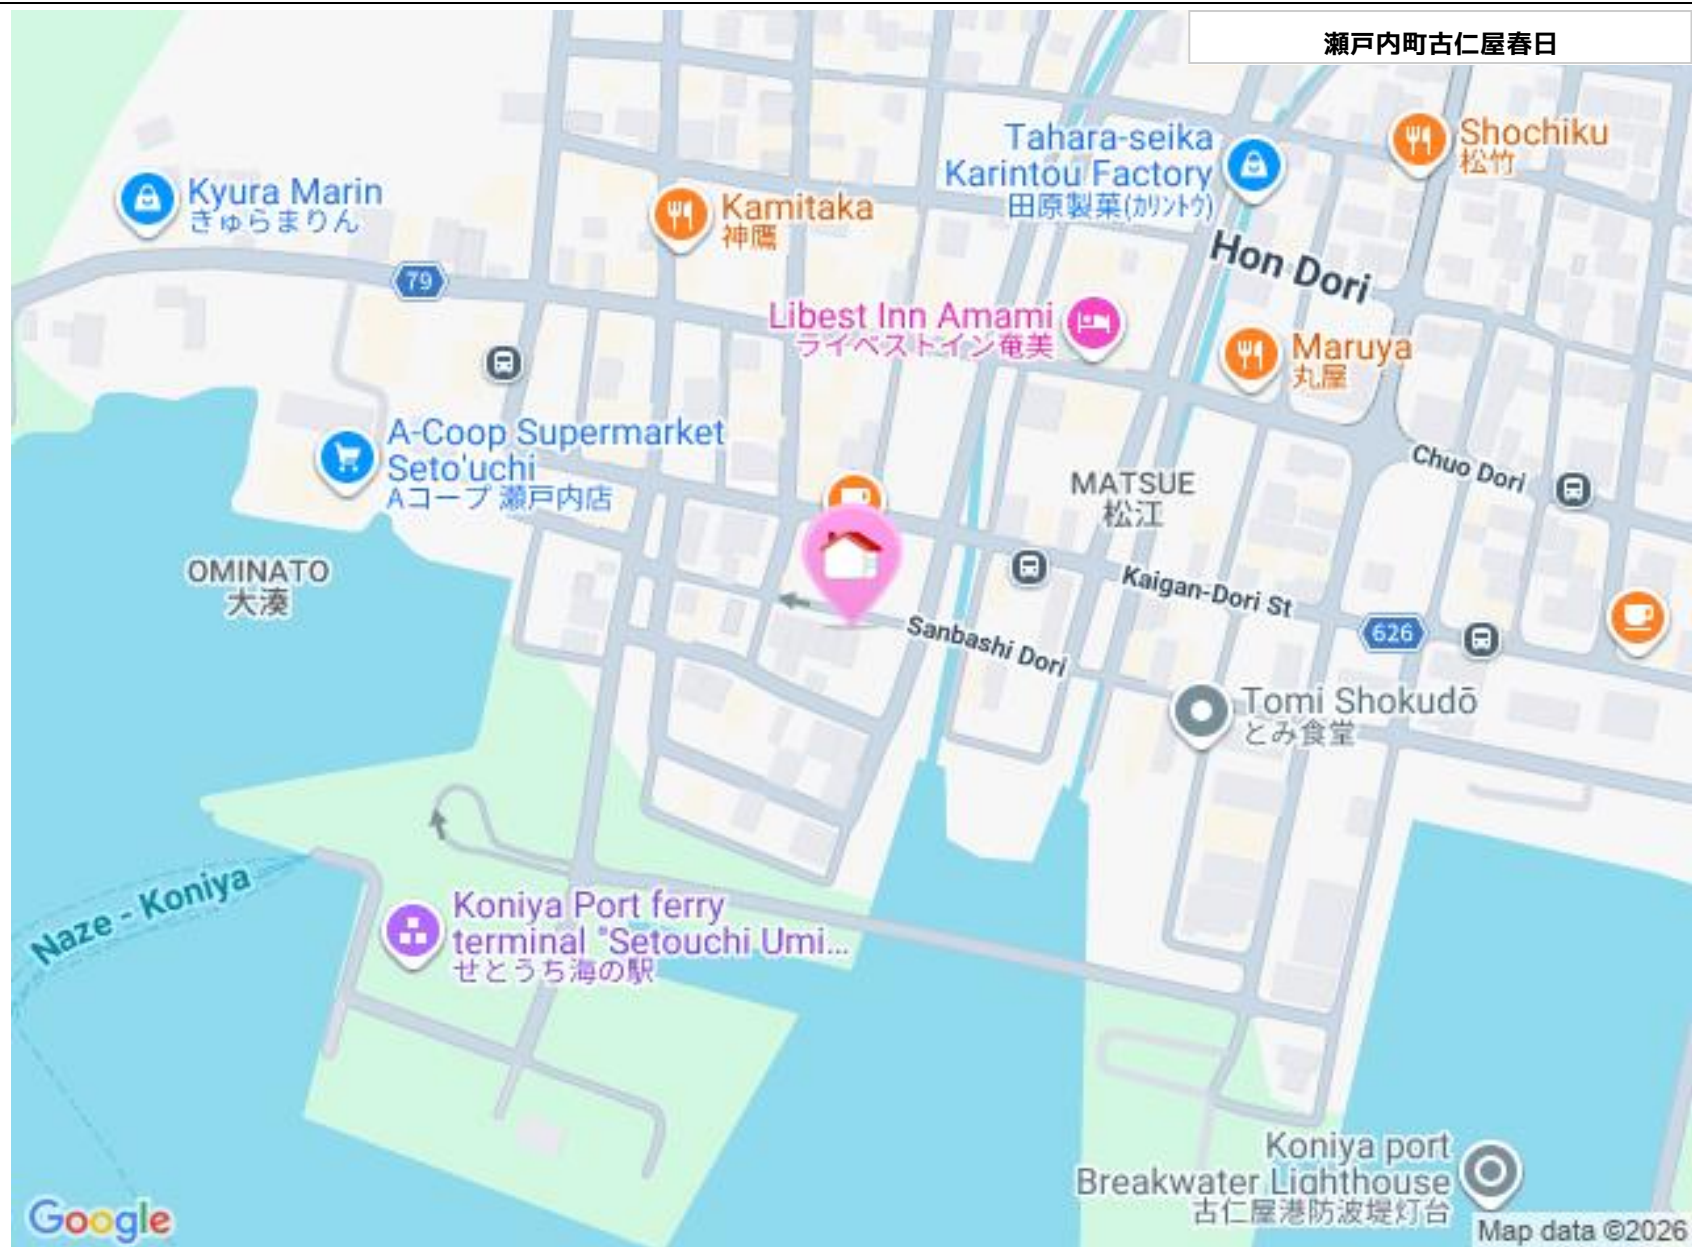 瀬戸内町古仁屋春日
Tahara-seika
Karintou Factory
田原製菓(カリントウ)
Shochiku
松竹
Kyura Marin
きゅらまりん
Kamitaka
神鷹
Hon Dori
79
Libest Inn Amami
ライベストイン奄美
Maruya
丸屋
A-Coop Supermarket
Seto'uchi
Aコープ 瀬戸内店
Chuo Dori
MATSUE
松江
OMINATO
大湊
Kaigan-Dori St
626
Sanbashi Dori
Tomi Shokudō
とみ食堂
Naze - Koniya
Koniya Port ferry
terminal "Setouchi Umi...
せとうち海の駅
Koniya port
Breakwater Lighthouse
古仁屋港防波堤灯台
Google
Map data ©2026